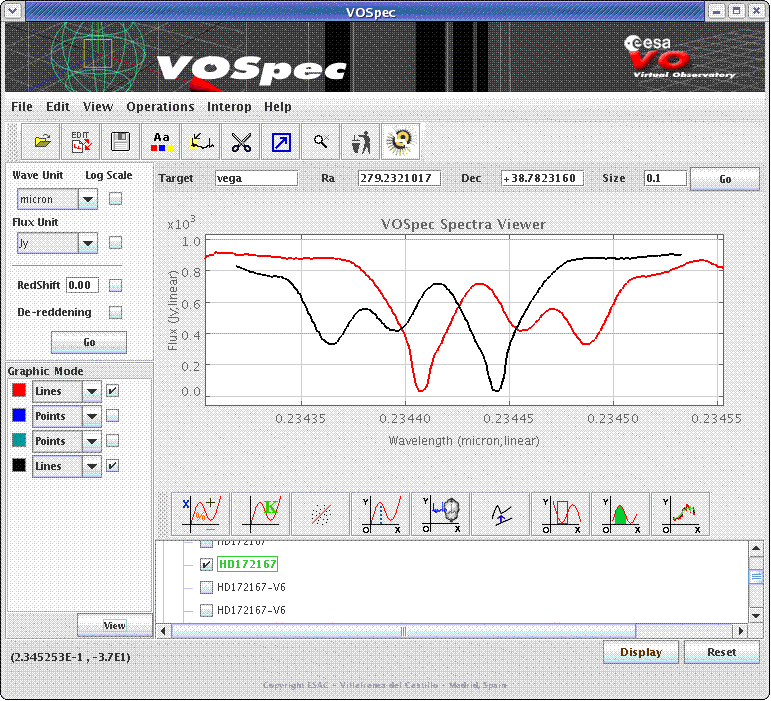 VOSpec
VOSpec
esa
VO
Virtual Observatory
File Edit View Operations Interop Help
EDIT
Aa
Wave Unit Log Scale
micron
Flux Unit
Jy
RedShift 0.00
De-reddening
Go
Target vega Ra 279.2321017 Dec +38.7823160 Size 0.1 Go
VOSpec Spectra Viewer
x10³
1.0
0.8
0.6
0.4
0.2
0.0
Flux (Jy,linear)
0.23435 0.23440 0.23445 0.23450 0.23455
Wavelength (micron,linear)
Graphic Mode
Lines
Points
Points
Lines
X +
K
Y O X
Y O X
Y O X
Y O X
Y O X
HD172167
HD172167
HD172167-V6
HD172167-V6
View
(2.345253E-1 , -3.7E1)
Display Reset
Copyright ESAC - Villafranca del Castillo - Madrid, Spain